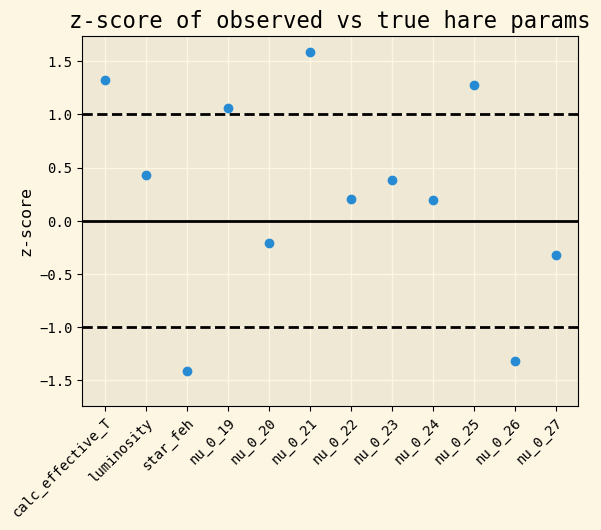 z-score of observed vs true hare params
z-score
1.5
1.0
0.5
0.0
−0.5
−1.0
−1.5
calc_effective_T
luminosity
star_feh
nu_0_19
nu_0_20
nu_0_21
nu_0_22
nu_0_23
nu_0_24
nu_0_25
nu_0_26
nu_0_27